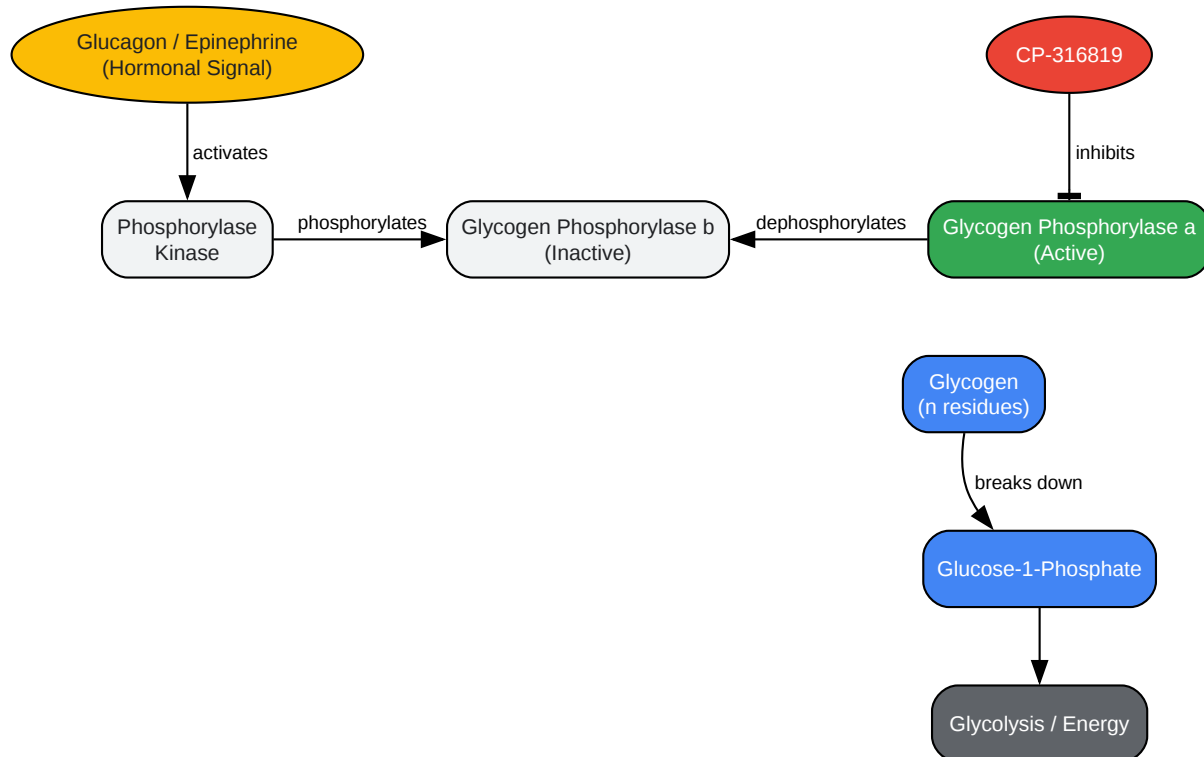 Glucagon / Epinephrine
(Hormonal Signal)
CP-316819
activates
inhibits
Phosphorylase
Kinase
phosphorylates
Glycogen Phosphorylase b
(Inactive)
dephosphorylates
Glycogen Phosphorylase a
(Active)
Glycogen
(n residues)
breaks down
Glucose-1-Phosphate
Glycolysis / Energy